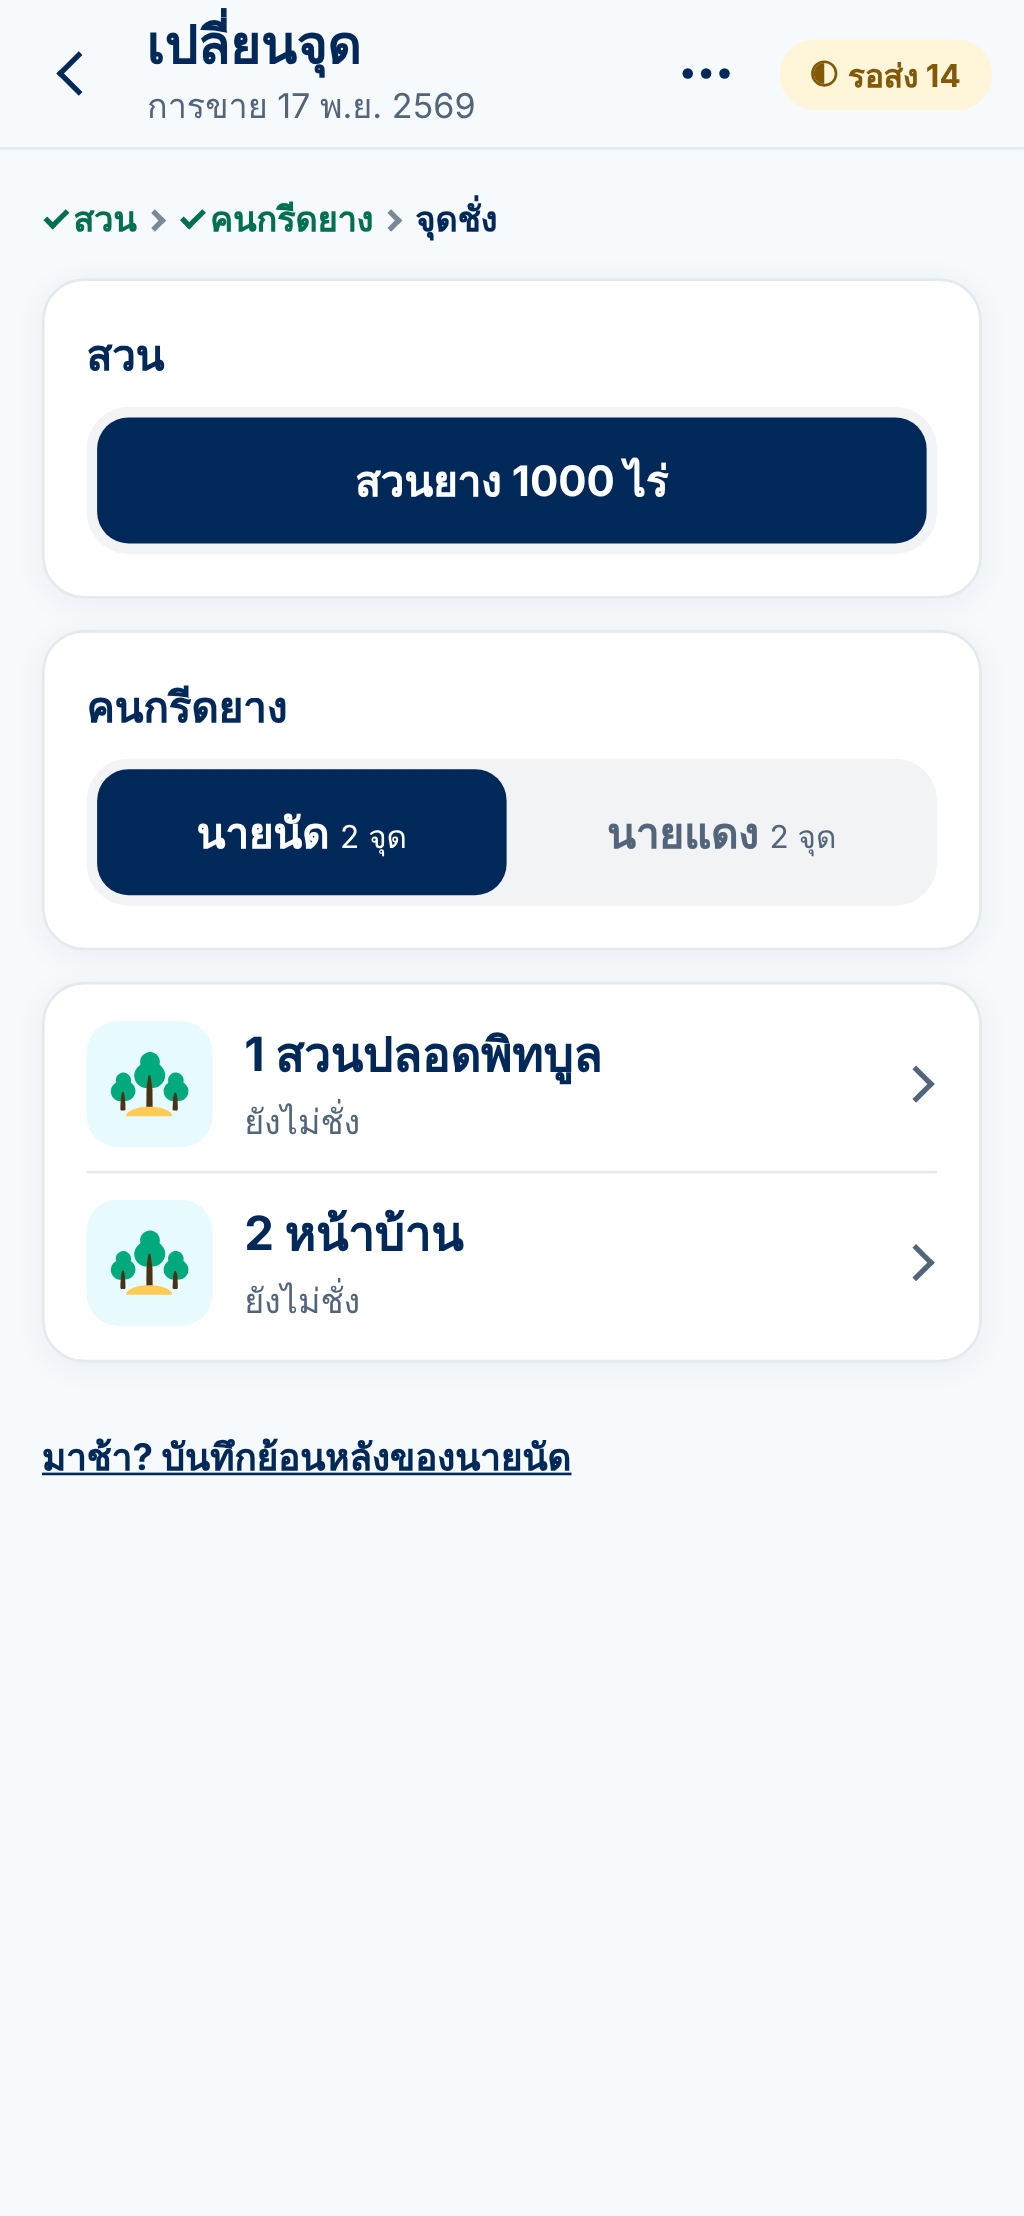 เปลี่ยนจุด
การขาย 17 พ.ย. 2569
รอส่ง 14
สวน
คนกรีดยาง
จุดชั่ง
สวน
สวนยาง 1000 ไร่
คนกรีดยาง
นายนัด 2 จุด
นายแดง 2 จุด
1 สวนปลอดพิทบูล
ยังไม่ชั่ง
2 หน้าบ้าน
ยังไม่ชั่ง
มาช้า? บันทึกย้อนหลังของนายนัด